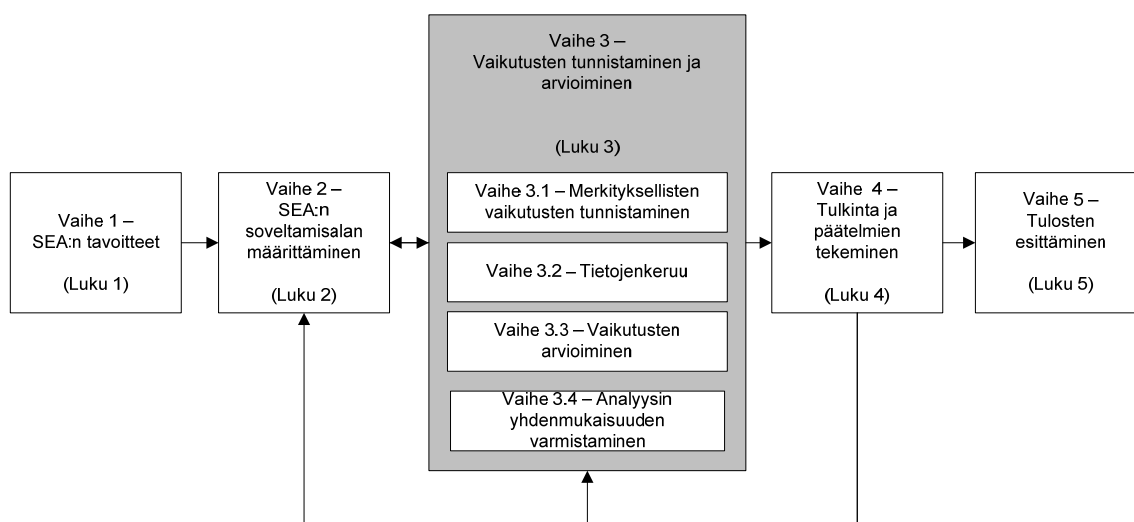 Vaihe 1 –
SEA:n tavoitteet
(Luku 1)
Vaihe 2 –
SEA:n
soveltamisalan
määrittäminen
(Luku 2)
Vaihe 3 –
Vaikutusten tunnistaminen ja
arvioiminen
(Luku 3)
Vaihe 3.1 – Merkityksellisten
vaikutusten tunnistaminen
Vaihe 3.2 – Tietojenkeruu
Vaihe 3.3 – Vaikutusten
arvioiminen
Vaihe 3.4 – Analyysin
yhdenmukaisuuden
varmistaminen
Vaihe 4 –
Tulkinta ja
päätelmien
tekeminen
(Luku 4)
Vaihe 5 –
Tulosten
esittäminen
(Luku 5)